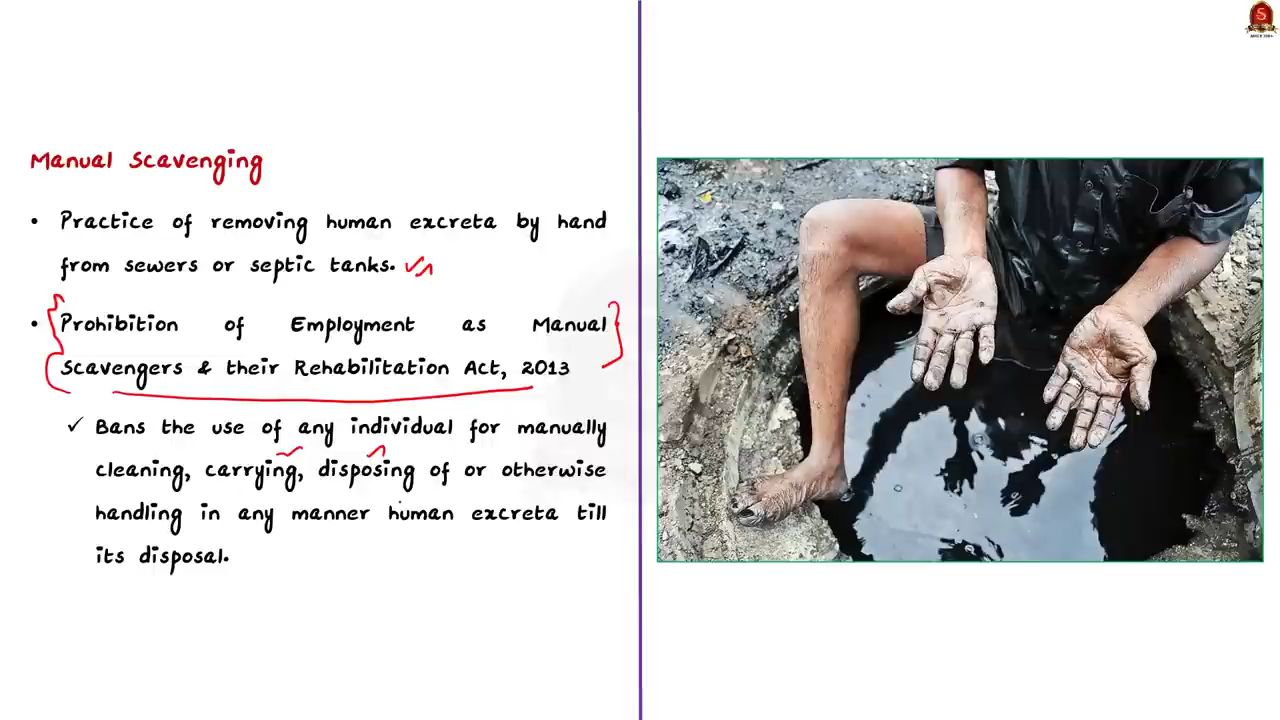 Manual Scavenging
• Practice of removing human excreta by hand
from sewers or septic tanks.
• Prohibition of Employment as Manual
Scavengers & their Rehabilitation Act, 2013
✓ Bans the use of any individual for manually
cleaning, carrying, disposing of or otherwise
handling in any manner human excreta till
its disposal.